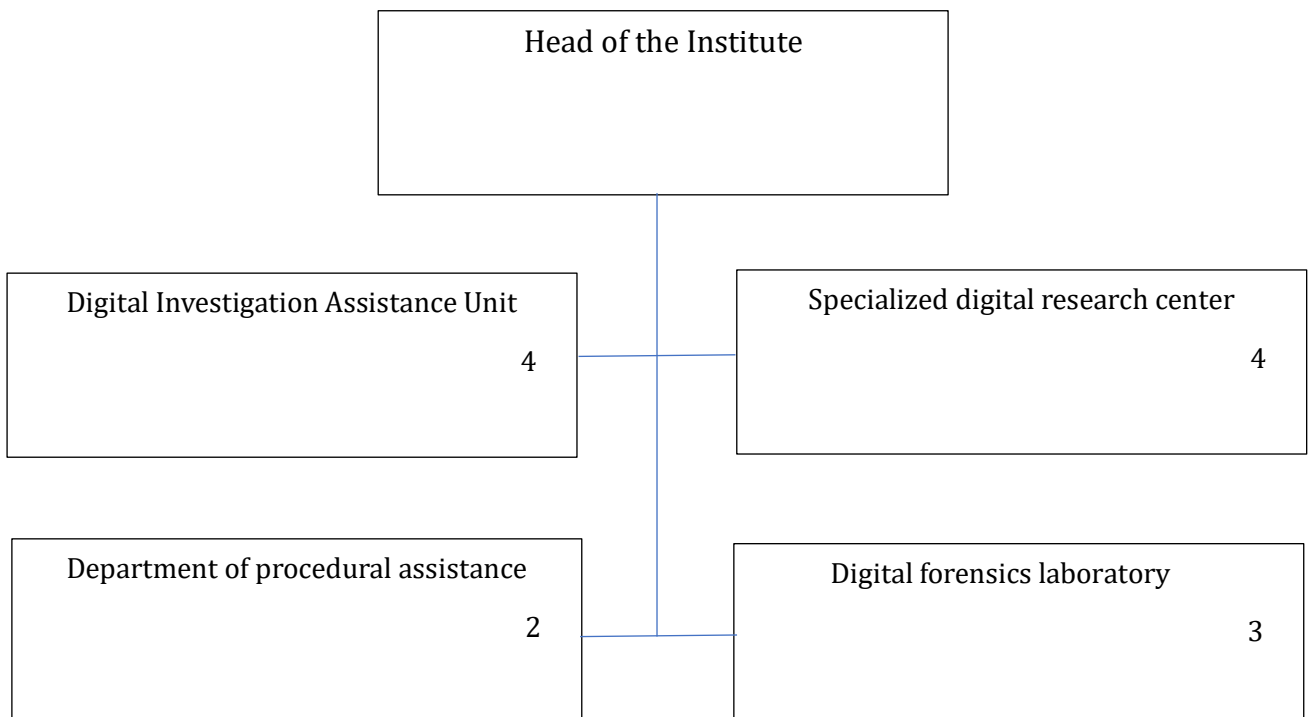 Head of the Institute
Digital Investigation Assistance Unit
4
Specialized digital research center
4
Department of procedural assistance
2
Digital forensics laboratory
3